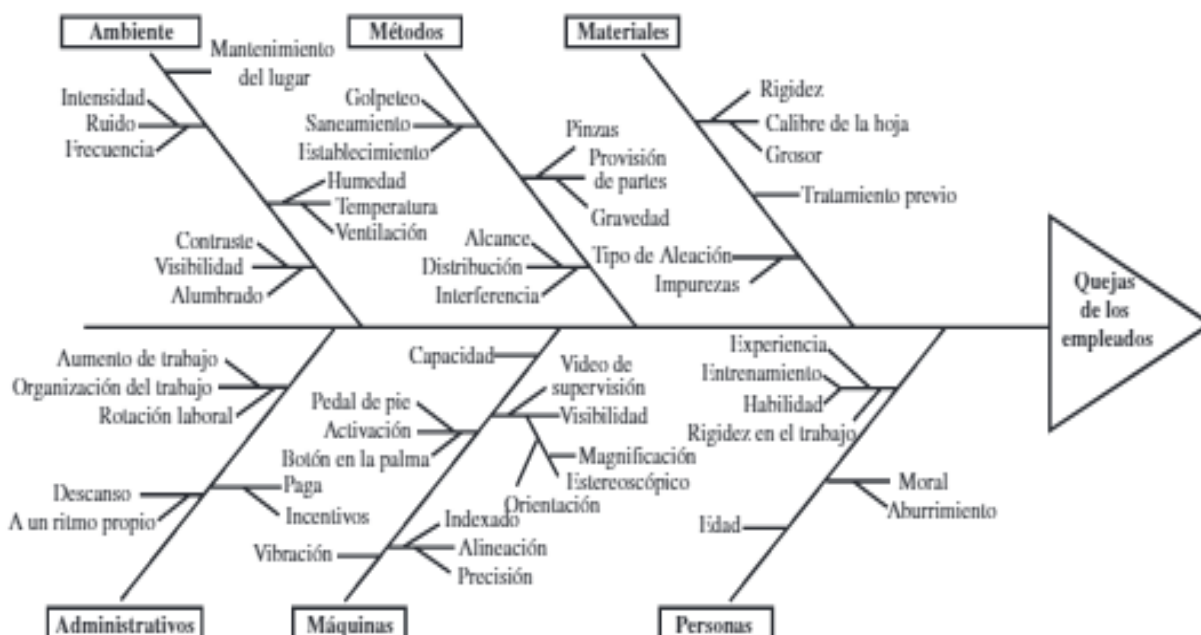 Ambiente
Métodos
Materiales
Mantenimiento
del lugar
Intensidad
Ruido
Frecuencia
Humedad
Temperatura
Ventilación
Contraste
Visibilidad
Alumbrado
Golpeteo
Saneamiento
Establecimiento
Pinzas
Provisión
de partes
Gravedad
Alcance
Distribución
Interferencia
Rigidez
Calibre de la hoja
Grosor
Tratamiento previo
Tipo de Aleación
Impurezas
Quejas
de los
empleados
Aumento de trabajo
Organización del trabajo
Rotación laboral
Descanso
A un ritmo propio
Paga
Incentivos
Capacidad
Pedal de pie
Activación
Botón en la palma
Video de
supervisión
Visibilidad
Magnificación
Estereoscópico
Orientación
Vibración
Indexado
Alineación
Precisión
Experiencia
Entrenamiento
Habilidad
Rigidez en el trabajo
Moral
Aburrimiento
Edad
Administrativos
Máquinas
Personas